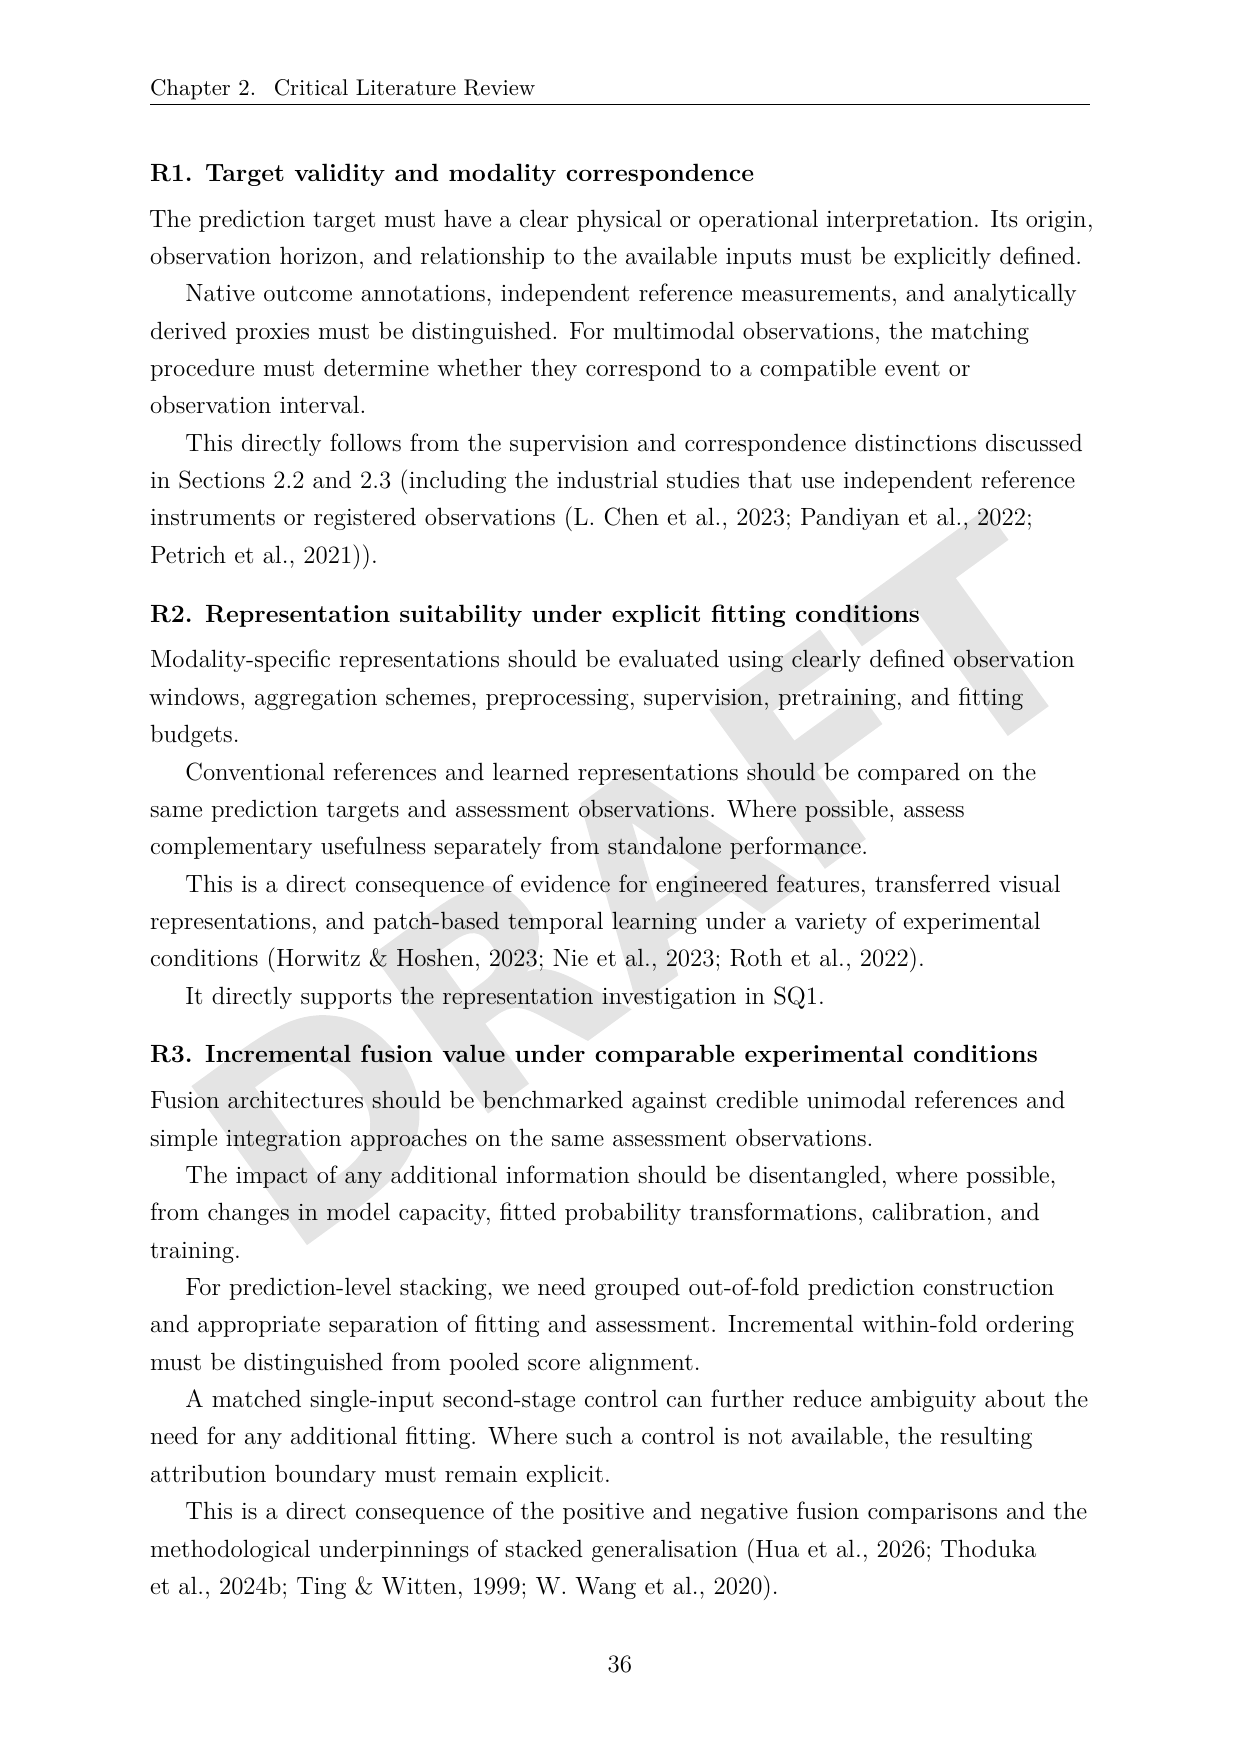 Chapter 2. Critical Literature Review
R1. Target validity and modality correspondence
The prediction target must have a clear physical or operational interpretation. Its origin,
observation horizon, and relationship to the available inputs must be explicitly defined.
Native outcome annotations, independent reference measurements, and analytically
derived proxies must be distinguished. For multimodal observations, the matching
procedure must determine whether they correspond to a compatible event or
observation interval.
This directly follows from the supervision and correspondence distinctions discussed
in Sections 2.2 and 2.3 (including the industrial studies that use independent reference
instruments or registered observations (L. Chen et al., 2023; Pandiyan et al., 2022;
Petrich et al., 2021)).
R2. Representation suitability under explicit fitting conditions
Modality-specific representations should be evaluated using clearly defined observation
windows, aggregation schemes, preprocessing, supervision, pretraining, and fitting
budgets.
Conventional references and learned representations should be compared on the
same prediction targets and assessment observations. Where possible, assess
complementary usefulness separately from standalone performance.
This is a direct consequence of evidence for engineered features, transferred visual
representations, and patch-based temporal learning under a variety of experimental
conditions (Horwitz & Hoshen, 2023; Nie et al., 2023; Roth et al., 2022).
It directly supports the representation investigation in SQ1.
R3. Incremental fusion value under comparable experimental conditions
Fusion architectures should be benchmarked against credible unimodal references and
simple integration approaches on the same assessment observations.
The impact of any additional information should be disentangled, where possible,
from changes in model capacity, fitted probability transformations, calibration, and
training.
For prediction-level stacking, we need grouped out-of-fold prediction construction
and appropriate separation of fitting and assessment. Incremental within-fold ordering
must be distinguished from pooled score alignment.
A matched single-input second-stage control can further reduce ambiguity about the
need for any additional fitting. Where such a control is not available, the resulting
attribution boundary must remain explicit.
This is a direct consequence of the positive and negative fusion comparisons and the
methodological underpinnings of stacked generalisation (Hua et al., 2026; Thoduka
et al., 2024b; Ting & Witten, 1999; W. Wang et al., 2020).
36
DRAFT